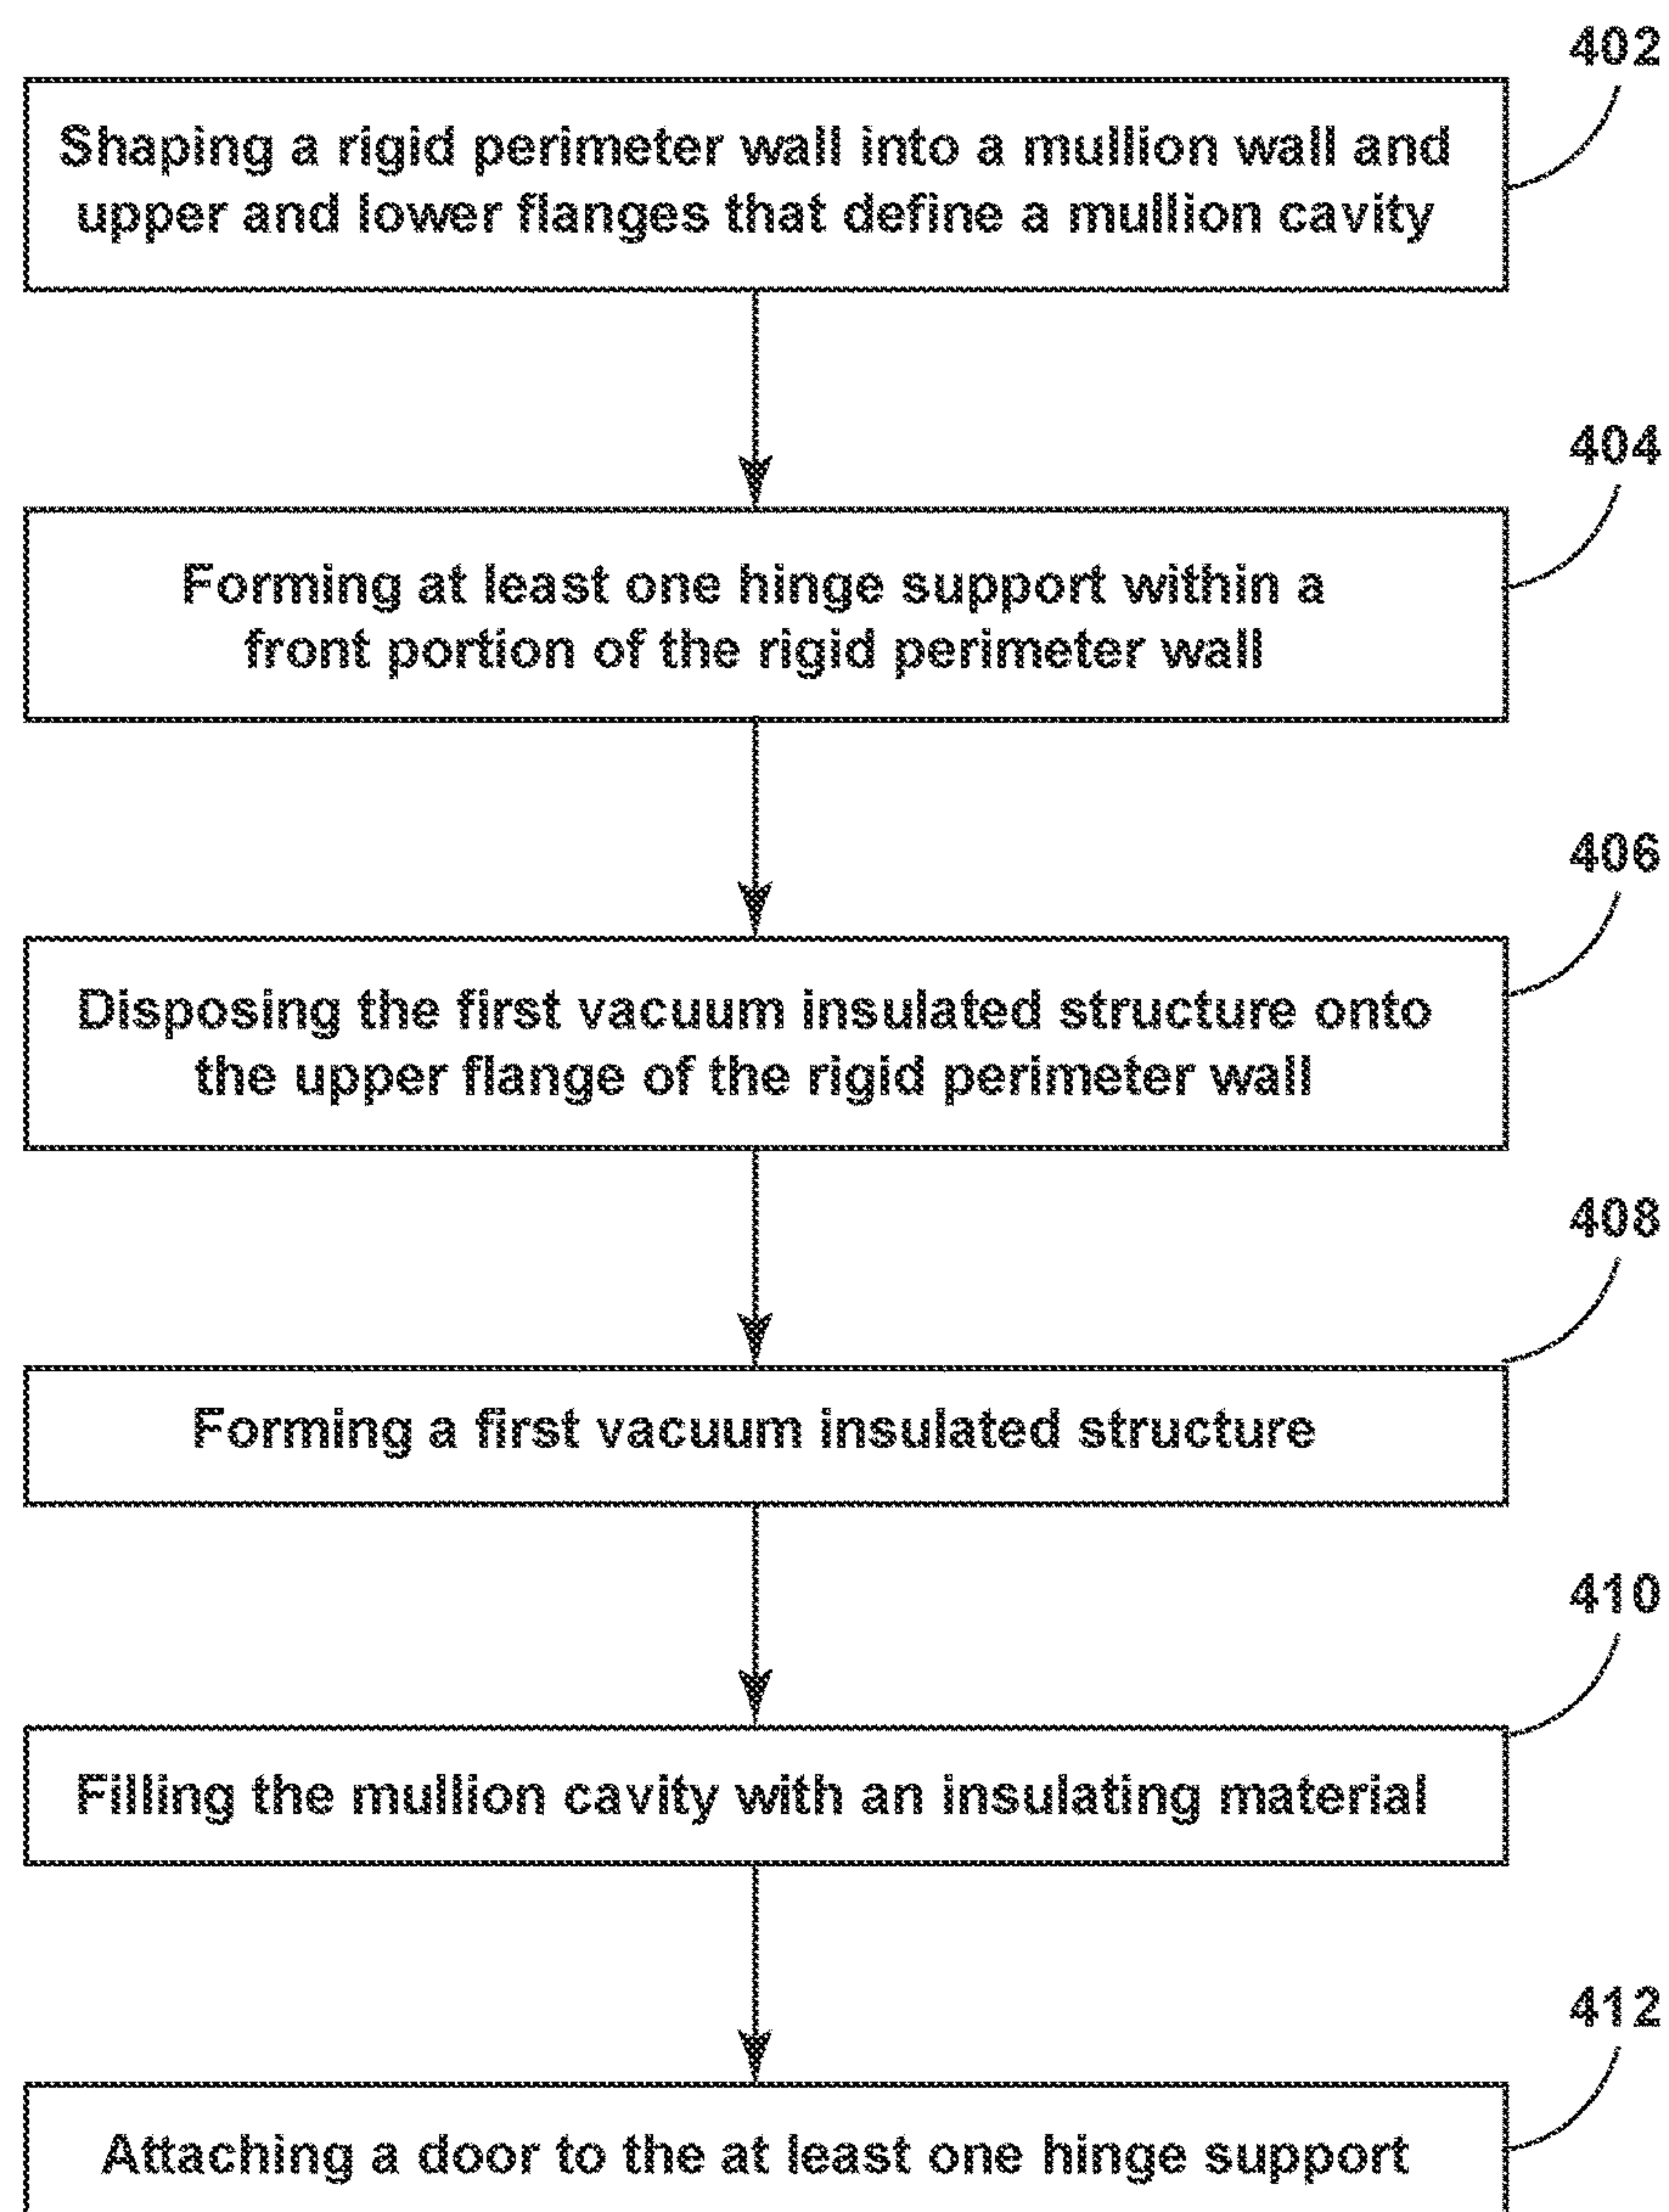 402
Shaping a rigid perimeter wall into a mullion wall and
upper and lower flanges that define a mullion cavity
404
Forming at least one hinge support within a
front portion of the rigid perimeter wall
406
Disposing the first vacuum insulated structure onto
the upper flange of the rigid perimeter wall
408
Forming a first vacuum insulated structure
410
Filling the mullion cavity with an insulating material
412
Attaching a door to the at least one hinge support